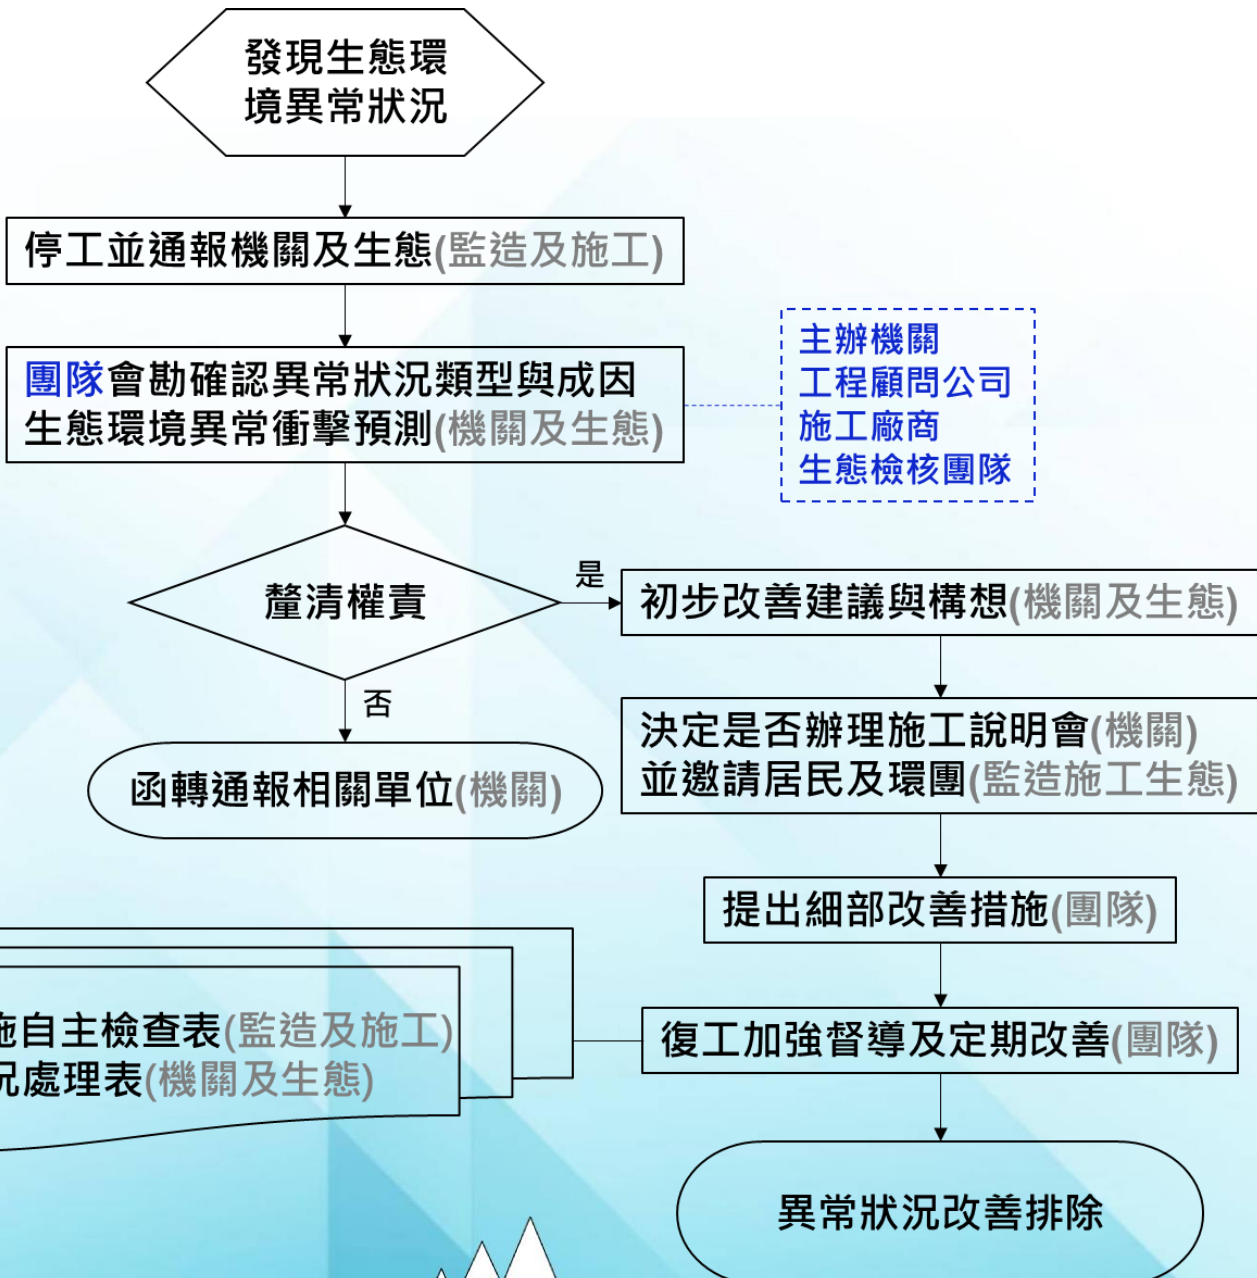 發現生態環
境異常狀況
停工並通報機關及生態(監造及施工)
團隊會勘確認異常狀況類型與成因
生態環境異常衝擊預測(機關及生態)
主辦機關
工程顧問公司
施工廠商
生態檢核團隊
釐清權責
是
否
函轉通報相關單位(機關)
初步改善建議與構想(機關及生態)
決定是否辦理施工說明會(機關)
並邀請居民及環團(監造施工生態)
提出細部改善措施(團隊)
復工加強督導及定期改善(團隊)
施自主檢查表(監造及施工)
況處理表(機關及生態)
異常狀況改善排除